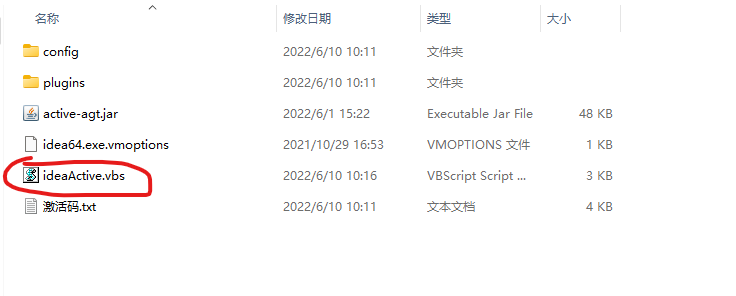 名称 修改日期 类型 大小
config 2022/6/10 10:11 文件夹
plugins 2022/6/10 10:11 文件夹
active-agt.jar 2022/6/1 15:22 Executable Jar File 48 KB
idea64.exe.vmoptions 2021/10/29 16:53 VMOPTIONS 文件 1 KB
ideaActive.vbs 2022/6/10 10:16 VBScript Script ... 3 KB
激活码.txt 2022/6/10 10:11 文本文档 4 KB